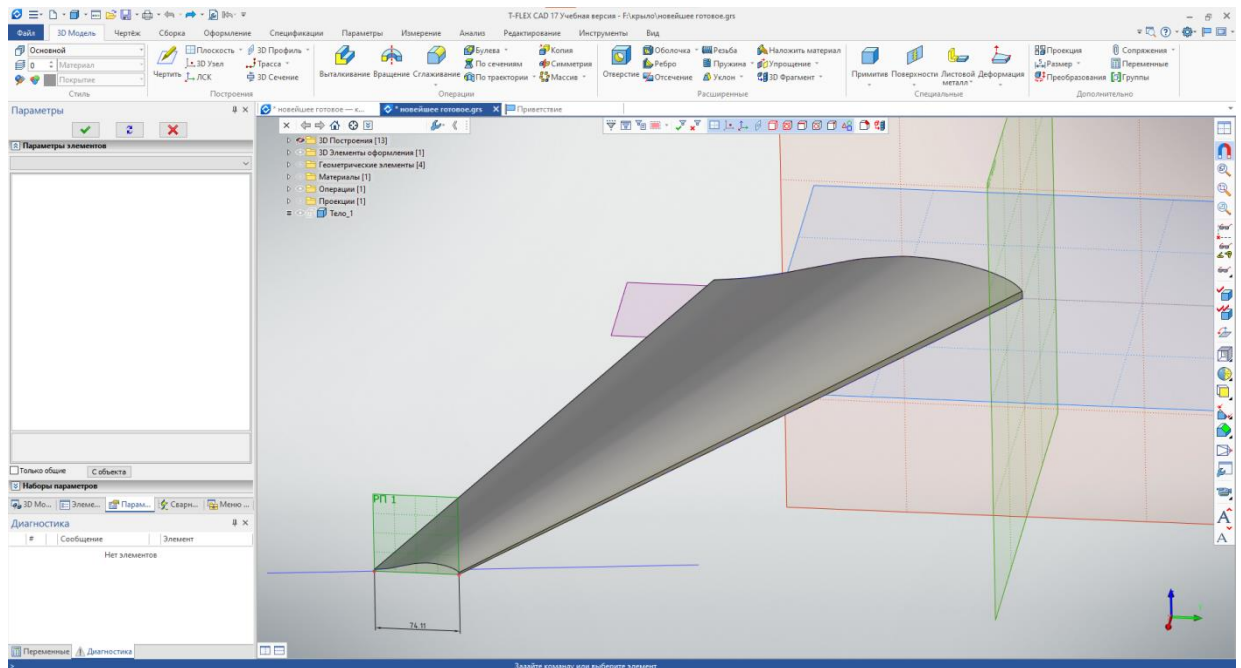 T-FLEX CAD 17 Учебная версия - F:\крыло\новейшее готовое.grs
Файл 3D Модель Чертёж Сборка Оформление Спецификации Параметры Измерение Анализ Редактирование Инструменты Вид
Основной
0 Материал
Покрытие
Стиль
Чертить
Плоскость
3D Узел
ЛСК
3D Профиль
Трасса
3D Сечение
Построения
Выталкивание Вращение Сглаживание
Булева
По сечениям
По траектории
Копия
Симметрия
Массив
Операции
Отверстие
Оболочка
Ребро
Отсечение
Резьба
Пружина
Уклон
Наложить материал
Упрощение
3D Фрагмент
Расширенные
Примитив Поверхности Листовой металл Деформация
Специальные
Проекция
Размер
Преобразования
Сопряжения
Переменные
Группы
Дополнительно
Параметры
Параметры элементов
Только общие С объекта
Наборы параметров
3D Мо... Элеме... Парам... Сварн... Меню ...
Диагностика
# Сообщение Элемент
Нет элементов
Переменные Диагностика
*новейшее готовое — к... *новейшее готовое.grs Приветствие
3D Построения [13]
3D Элементы оформления [1]
Геометрические элементы [4]
Материалы [1]
Операции [1]
Проекции [1]
Тело_1
РП 1
74.11
Задайте команду или выберите элемент